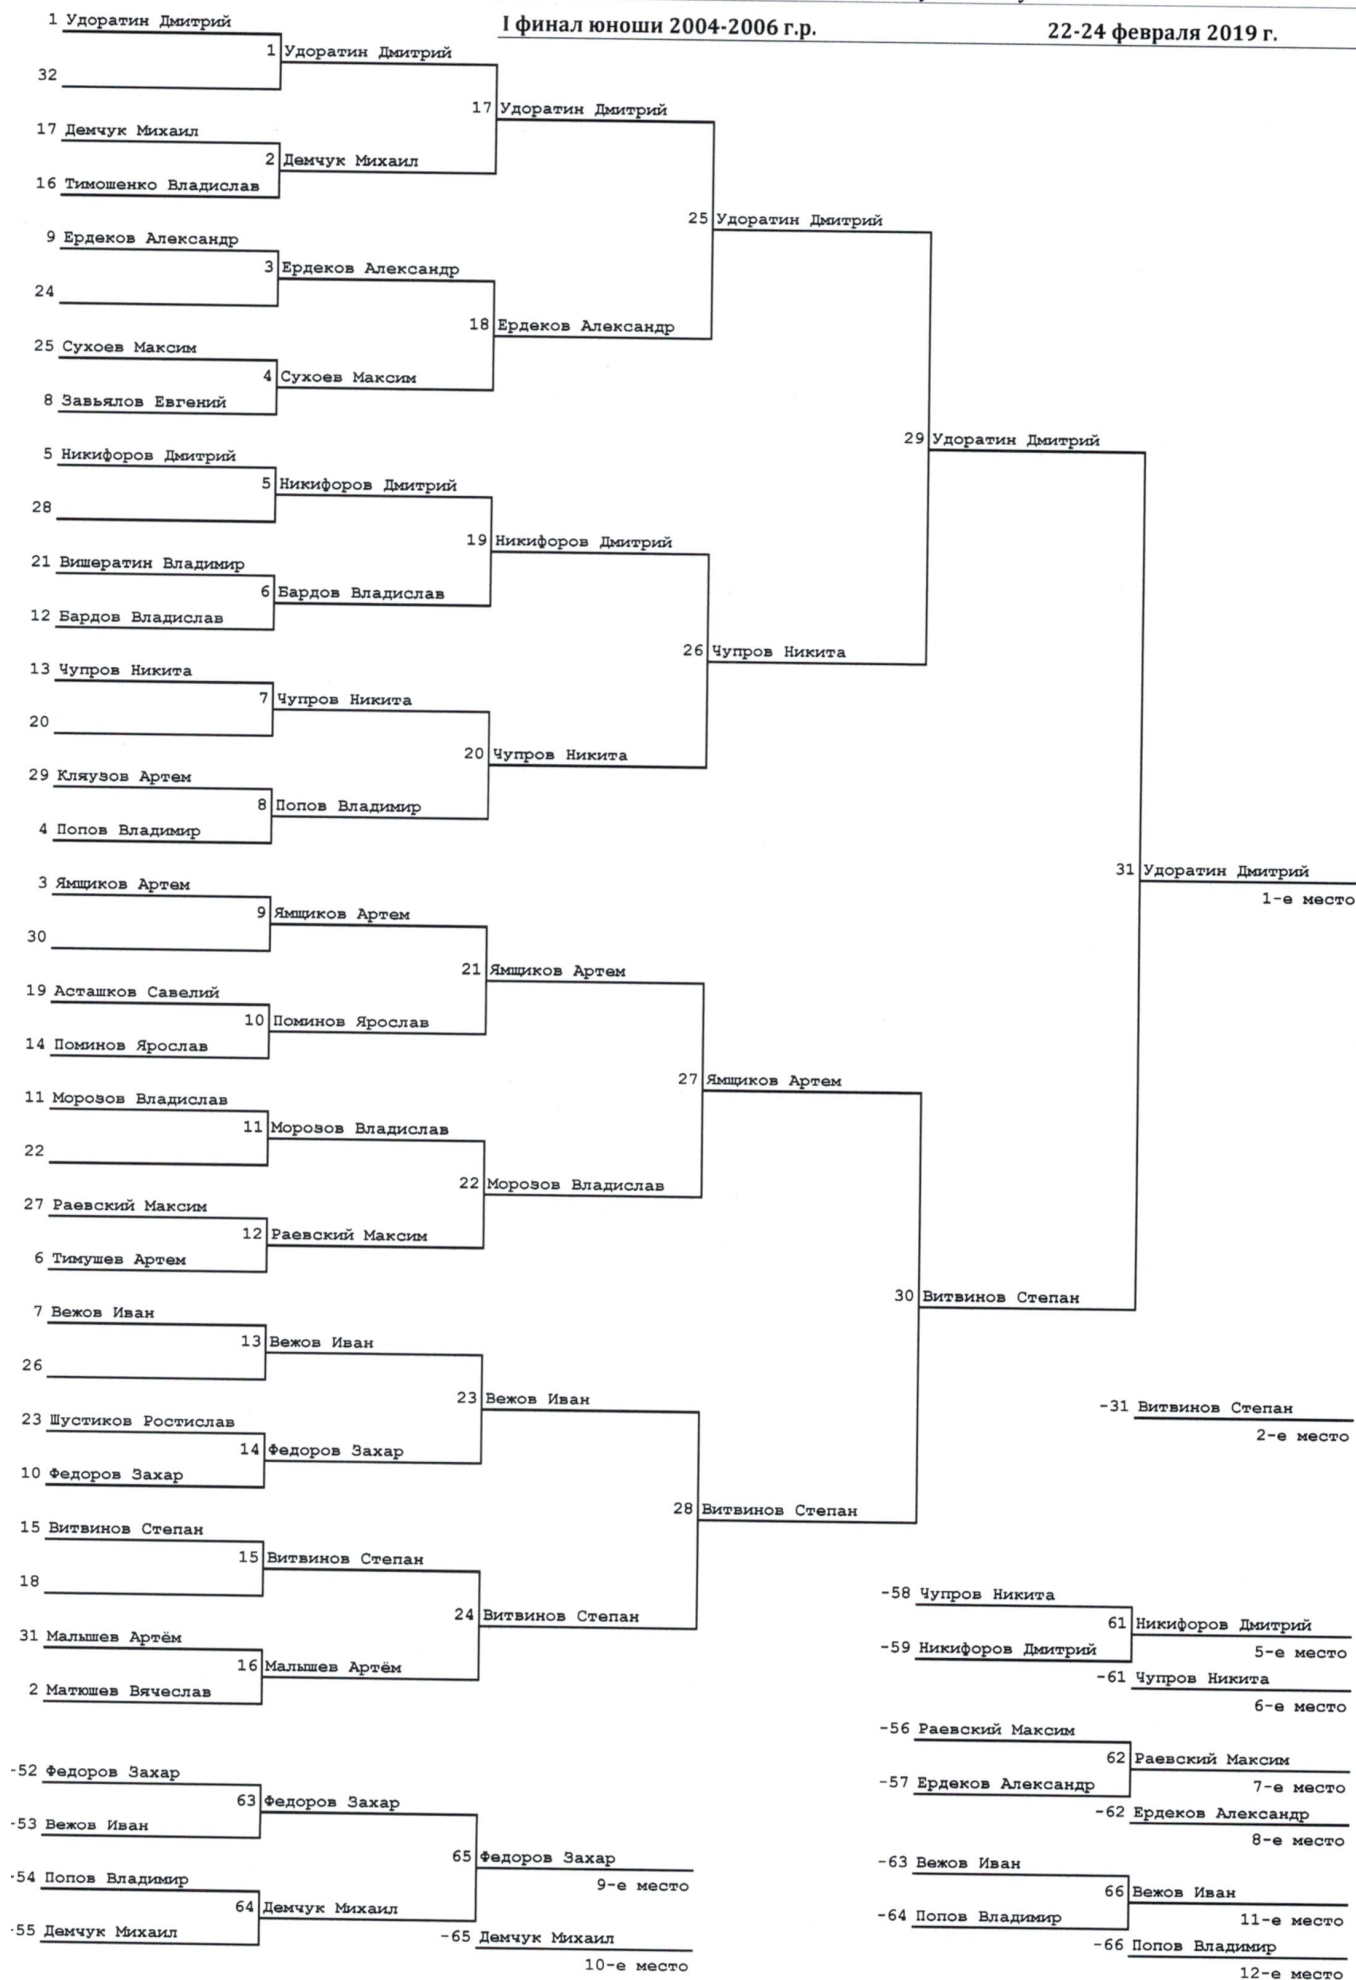 I финал юноши 2004-2006 г.р. 22-24 февраля 2019 г.
1 Удоратин Дмитрий
1 Удоратин Дмитрий
32
17 Удоратин Дмитрий
17 Демчук Михаил
2 Демчук Михаил
16 Тимошенко Владислав
25 Удоратин Дмитрий
9 Ердеков Александр
3 Ердеков Александр
24
18 Ердеков Александр
25 Сухоев Максим
4 Сухоев Максим
8 Завьялов Евгений
29 Удоратин Дмитрий
5 Никифоров Дмитрий
5 Никифоров Дмитрий
28
19 Никифоров Дмитрий
21 Вишератин Владимир
6 Бардов Владислав
12 Бардов Владислав
26 Чупров Никита
13 Чупров Никита
7 Чупров Никита
20
20 Чупров Никита
29 Кляузов Артем
8 Попов Владимир
4 Попов Владимир
31 Удоратин Дмитрий
1-е место
3 Ямщиков Артем
9 Ямщиков Артем
30
21 Ямщиков Артем
19 Асташков Савелий
10 Поминов Ярослав
14 Поминов Ярослав
27 Ямщиков Артем
11 Морозов Владислав
11 Морозов Владислав
22
22 Морозов Владислав
27 Раевский Максим
12 Раевский Максим
6 Тимушев Артем
30 Витвинов Степан
7 Вежов Иван
13 Вежов Иван
26
23 Вежов Иван
-31 Витвинов Степан
2-е место
23 Шустиков Ростислав
14 Федоров Захар
10 Федоров Захар
28 Витвинов Степан
15 Витвинов Степан
15 Витвинов Степан
18
24 Витвинов Степан
31 Малышев Артём
16 Малышев Артём
2 Матюшев Вячеслав
-58 Чупров Никита
61 Никифоров Дмитрий
-59 Никифоров Дмитрий
5-е место
-61 Чупров Никита
6-е место
-56 Раевский Максим
62 Раевский Максим
-57 Ердеков Александр
7-е место
-62 Ердеков Александр
8-е место
-52 Федоров Захар
63 Федоров Захар
-53 Вежов Иван
65 Федоров Захар
9-е место
-54 Попов Владимир
64 Демчук Михаил
-55 Демчук Михаил
-65 Демчук Михаил
10-е место
-63 Вежов Иван
66 Вежов Иван
-64 Попов Владимир
11-е место
-66 Попов Владимир
12-е место